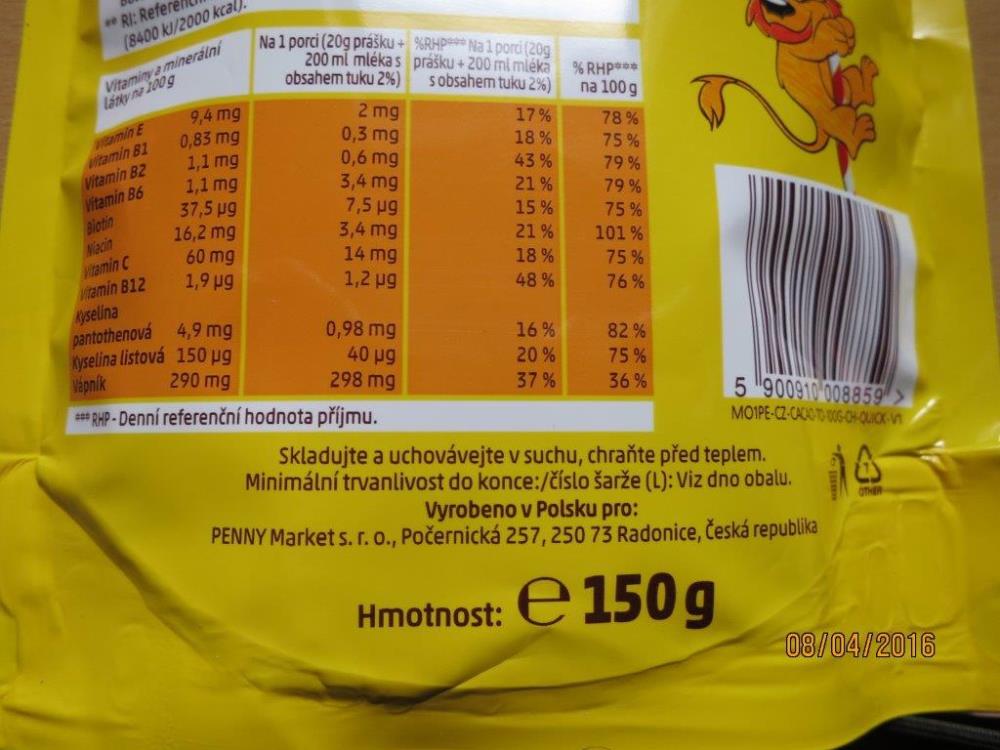 ** RI: Referen
(8400 kJ/2000 kcal).
Vitaminy a minerální látky na 100 g | Na 1 porci (20g prášku + 200 ml mléka s obsahem tuku 2%) | %RHP*** Na 1 porci (20g prášku + 200 ml mléka s obsahem tuku 2%) | % RHP*** na 100 g
Vitamin E 9,4 mg 2 mg 17 % 78 %
Vitamin B1 0,83 mg 0,3 mg 18 % 75 %
Vitamin B2 1,1 mg 0,6 mg 43 % 79 %
Vitamin B6 1,1 mg 3,4 mg 21 % 79 %
Biotin 37,5 µg 7,5 µg 15 % 75 %
Niacin 16,2 mg 3,4 mg 21 % 101 %
Vitamin C 60 mg 14 mg 18 % 75 %
Vitamin B12 1,9 µg 1,2 µg 48 % 76 %
Kyselina
pantothenová 4,9 mg 0,98 mg 16 % 82 %
Kyselina listová 150 µg 40 µg 20 % 75 %
Vápník 290 mg 298 mg 37 % 36 %
*** RHP - Denní referenční hodnota příjmu.
5 900910 008859 >
Skladujte a uchovávejte v suchu, chraňte před teplem.
Minimální trvanlivost do konce:/číslo šarže (L): Viz dno obalu.
Vyrobeno v Polsku pro:
PENNY Market s. r. o., Počernická 257, 250 73 Radonice, Česká republika
7
OTHER
Hmotnost: e 150 g
08/04/2016